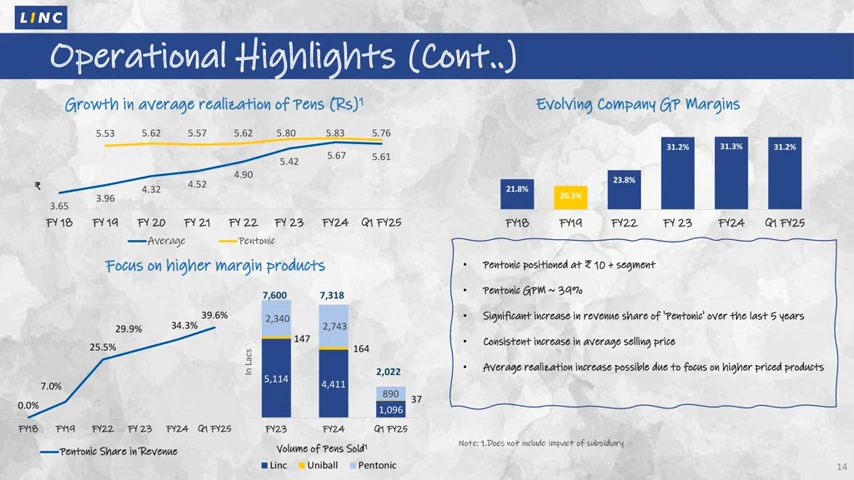 LINC
Operational Highlights (Cont..)
Growth in average realization of Pens (Rs)1
5.53 5.62 5.57 5.62 5.80 5.83 5.76
₹
3.65 3.96 4.32 4.52 4.90 5.42 5.67 5.61
FY 18 FY 19 FY 20 FY 21 FY 22 FY 23 FY24 Q1 FY25
Average Pentonic
Evolving Company GP Margins
21.8% 20.3% 23.8% 31.2% 31.3% 31.2%
FY18 FY19 FY22 FY 23 FY24 Q1 FY25
Focus on higher margin products
0.0% 7.0% 25.5% 29.9% 34.3% 39.6%
FY18 FY19 FY22 FY 23 FY24 Q1 FY25
Pentonic Share in Revenue
In Lacs
7,600 7,318 2,022
2,340 2,743 890
147 164 37
5,114 4,411 1,096
FY23 FY24 Q1 FY25
Volume of Pens Sold1
Linc Uniball Pentonic
• Pentonic positioned at ₹ 10 + segment
• Pentonic GPM ~ 39%
• Significant increase in revenue share of 'Pentonic' over the last 5 years
• Consistent increase in average selling price
• Average realization increase possible due to focus on higher priced products
Note: 1.Does not include impact of subsidiary
14